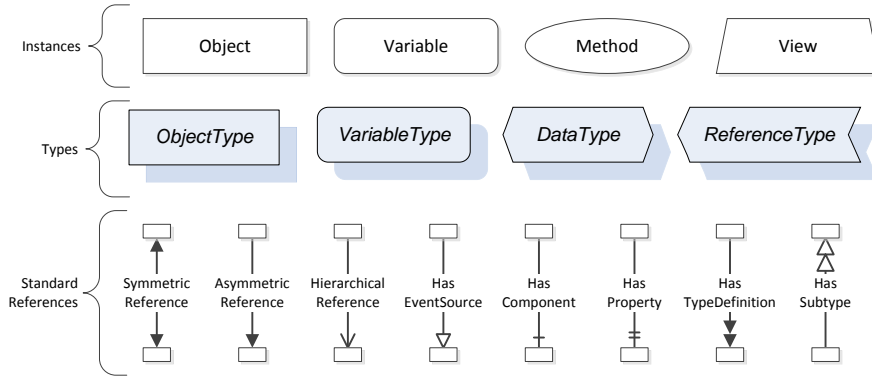 Instances
Object
Variable
Method
View
Types
ObjectType
VariableType
DataType
ReferenceType
Standard
References
Symmetric
Reference
Asymmetric
Reference
Hierarchical
Reference
Has
EventSource
Has
Component
Has
Property
Has
TypeDefinition
Has
Subtype